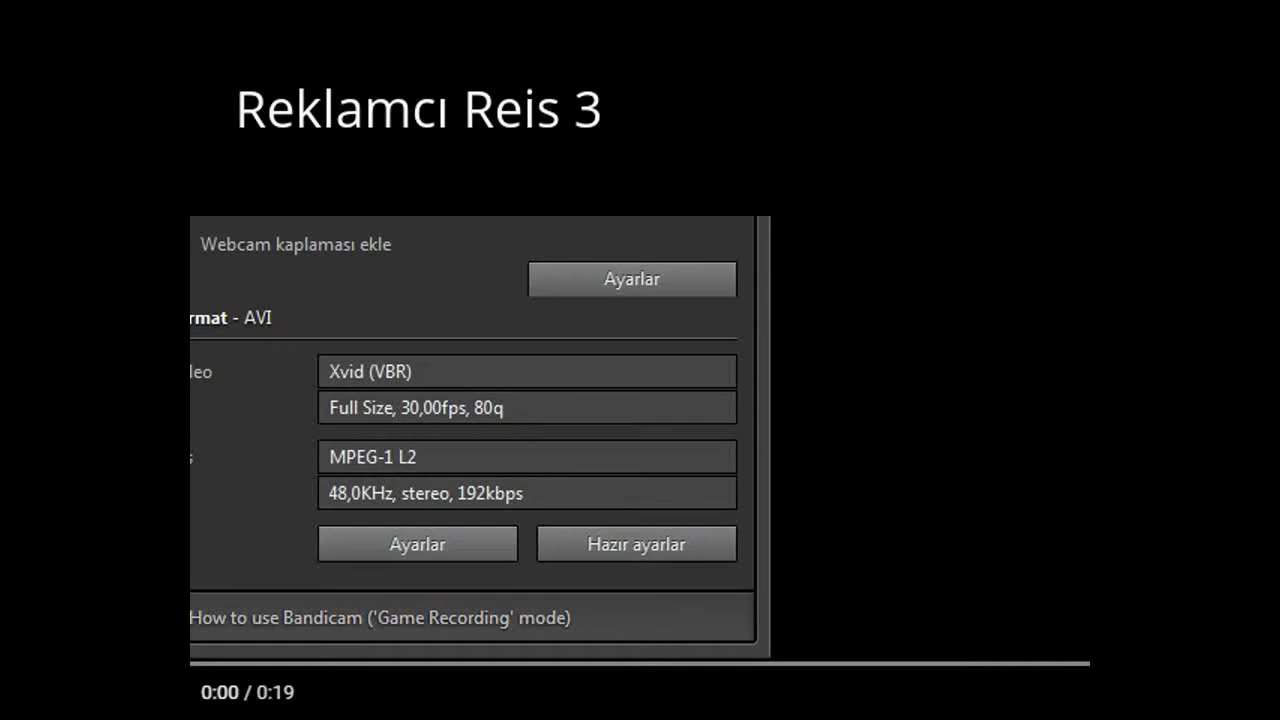 Reklamcı Reis 3
Webcam kaplaması ekle
Ayarlar
rmat - AVI
leo
Xvid (VBR)
Full Size, 30,00fps, 80q
s
MPEG-1 L2
48,0KHz, stereo, 192kbps
Ayarlar
Hazır ayarlar
How to use Bandicam ('Game Recording' mode)
0:00 / 0:19